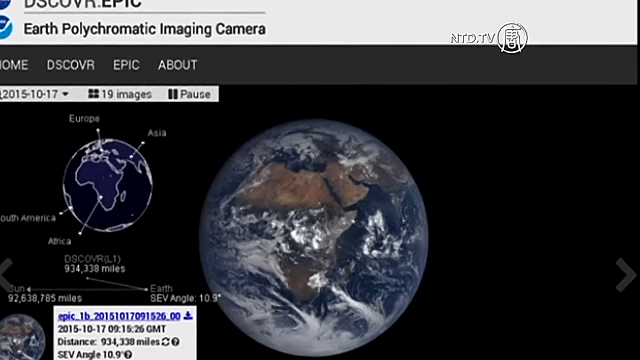 DSCOVR:EPIC
Earth Polychromatic Imaging Camera
NTD.TV
HOME DSCOVR EPIC ABOUT
2015-10-17 19 images Pause
Europe
Asia
South America
Africa
DSCOVR(L1)
934,338 miles
Sun Earth
92,638,785 miles SEV Angle: 10.9°
epic_1b_20151017091526_00
2015-10-17 09:15:26 GMT
Distance: 934,338 miles
SEV Angle 10.9°